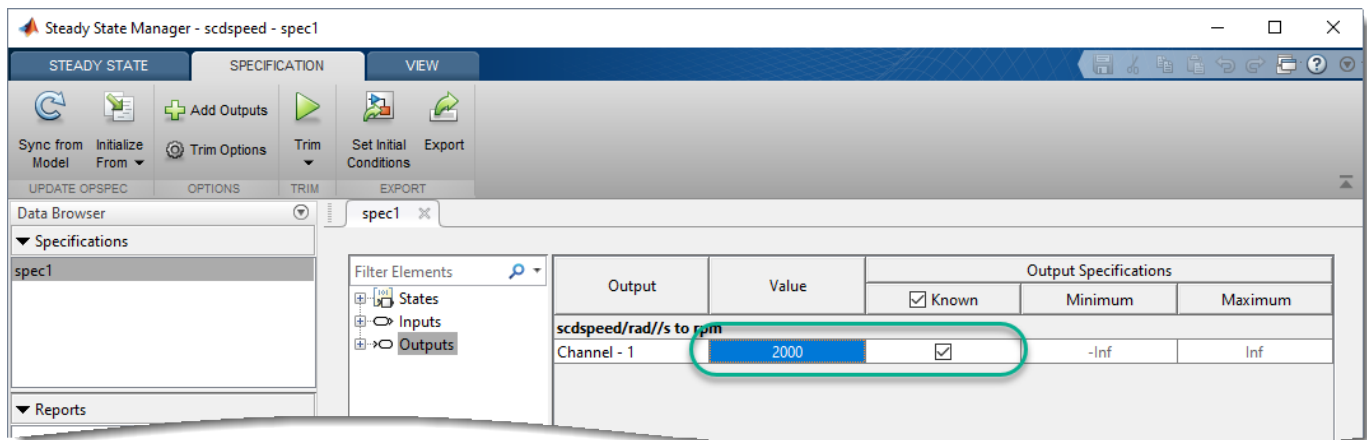 Steady State Manager - scdspeed - spec1
STEADY STATE SPECIFICATION VIEW
Sync from Model
Initialize From
Add Outputs
Trim Options
Trim
Set Initial Conditions
Export
UPDATE OPSPEC OPTIONS TRIM EXPORT
Data Browser
spec1
Specifications
spec1
Filter Elements
States
Inputs
Outputs
Output Value Output Specifications
Known Minimum Maximum
scdspeed/rad//s to rpm
Channel - 1 2000 -Inf Inf
Reports